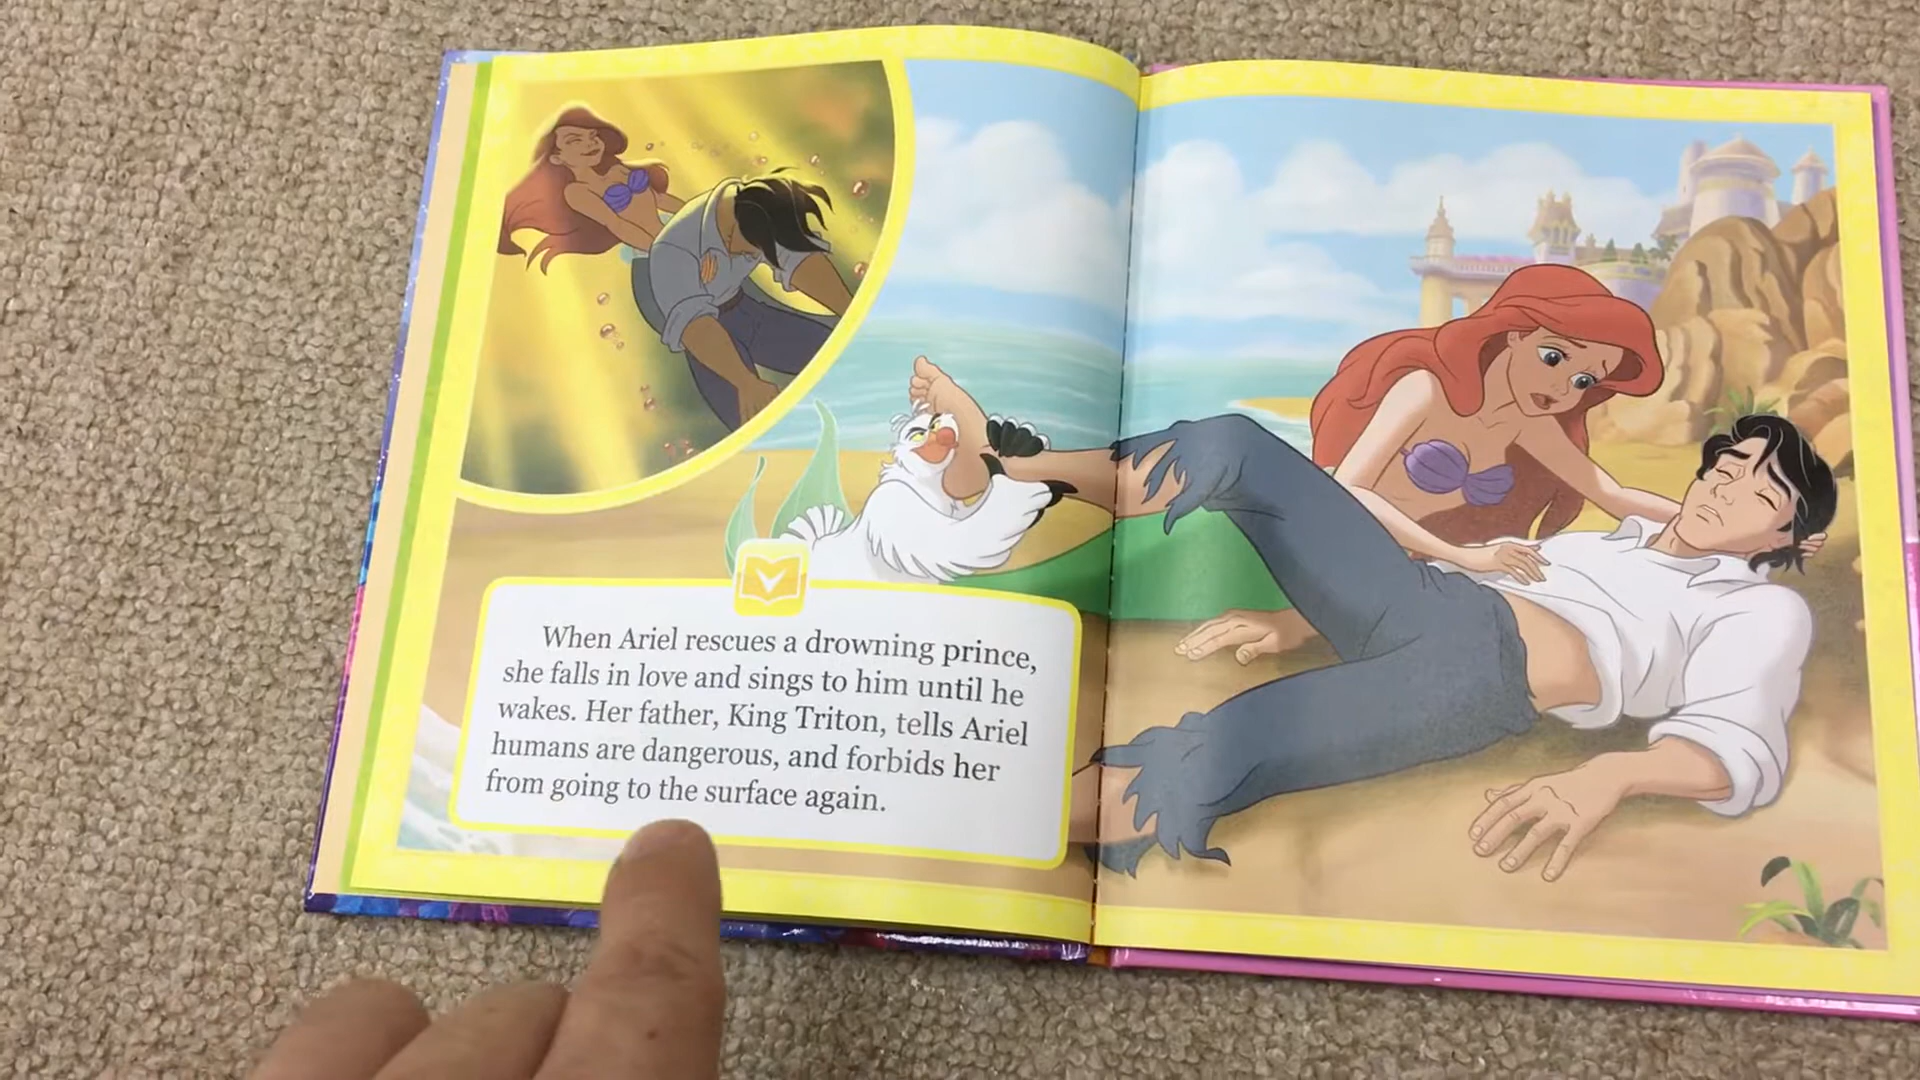 When Ariel rescues a drowning prince,
she falls in love and sings to him until he
wakes. Her father, King Triton, tells Ariel
humans are dangerous, and forbids her
from going to the surface again.